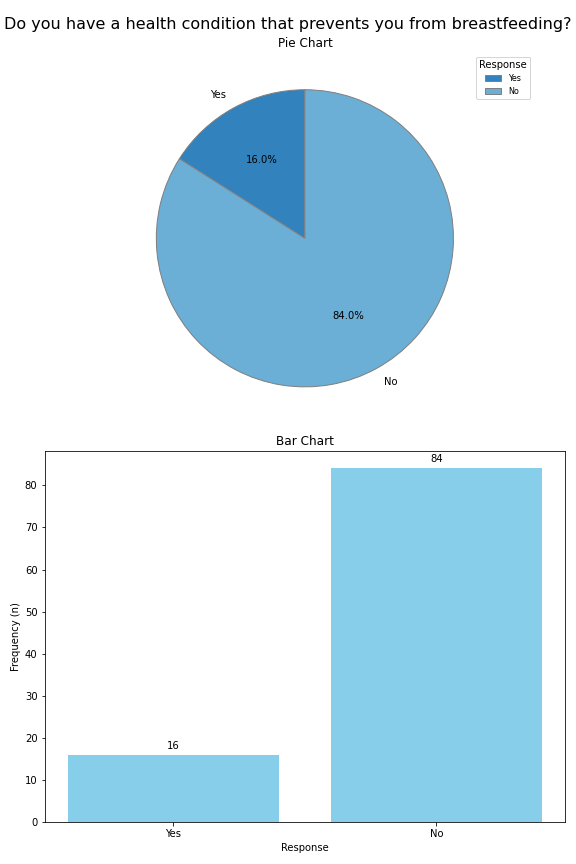 Do you have a health condition that prevents you from breastfeeding?
Pie Chart
Response
Yes
No
Yes
16.0%
84.0%
No
Bar Chart
84
80
70
60
50
40
30
20
10
0
Frequency (n)
16
Yes
No
Response